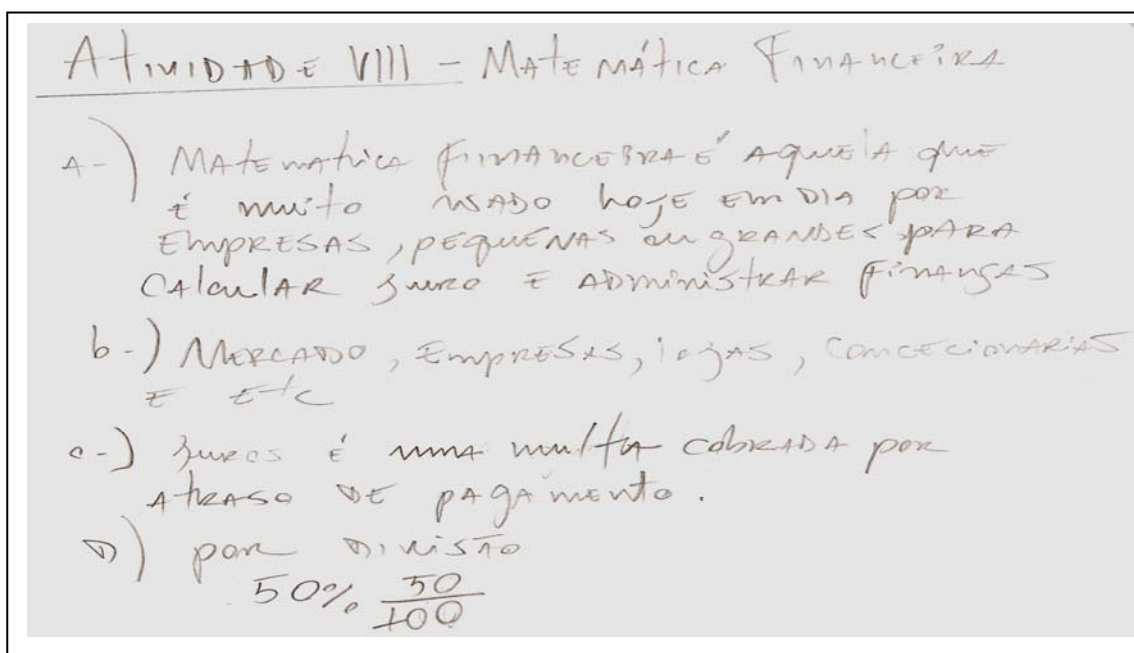 Atividade VIII - Matemática Financeira
A-) Matematica Financeira é aquela que
é muito usado hoje em dia por
Empresas, pequenas ou grandes para
Calcular juro e administrar finanças
b-) Mercado, Empresas, lojas, concecionarias
e etc
c-) Juros é uma multa cobrada por
atraso de pagamento.
D) por Divisão
50% 50/100